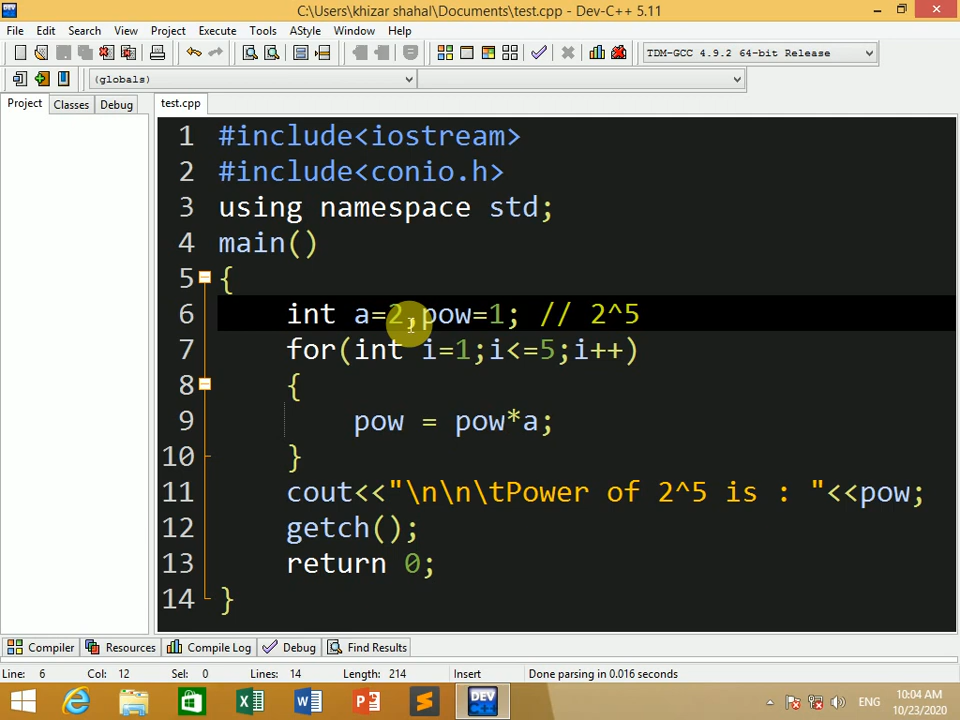 C:\Users\khizar shahal\Documents\test.cpp - Dev-C++ 5.11
File Edit Search View Project Execute Tools AStyle Window Help
TDM-GCC 4.9.2 64-bit Release
(globals)
Project Classes Debug test.cpp
1 #include<iostream>
2 #include<conio.h>
3 using namespace std;
4 main()
5 {
6 int a=2,pow=1; // 2^5
7 for(int i=1;i<=5;i++)
8 {
9 pow = pow*a;
10 }
11 cout<<"\n\n\tPower of 2^5 is : "<<pow;
12 getch();
13 return 0;
14 }
Compiler Resources Compile Log Debug Find Results
Line: 6 Col: 12 Sel: 0 Lines: 14 Length: 214 Insert Done parsing in 0.016 seconds
DEV
ENG
10:04 AM
10/23/2020